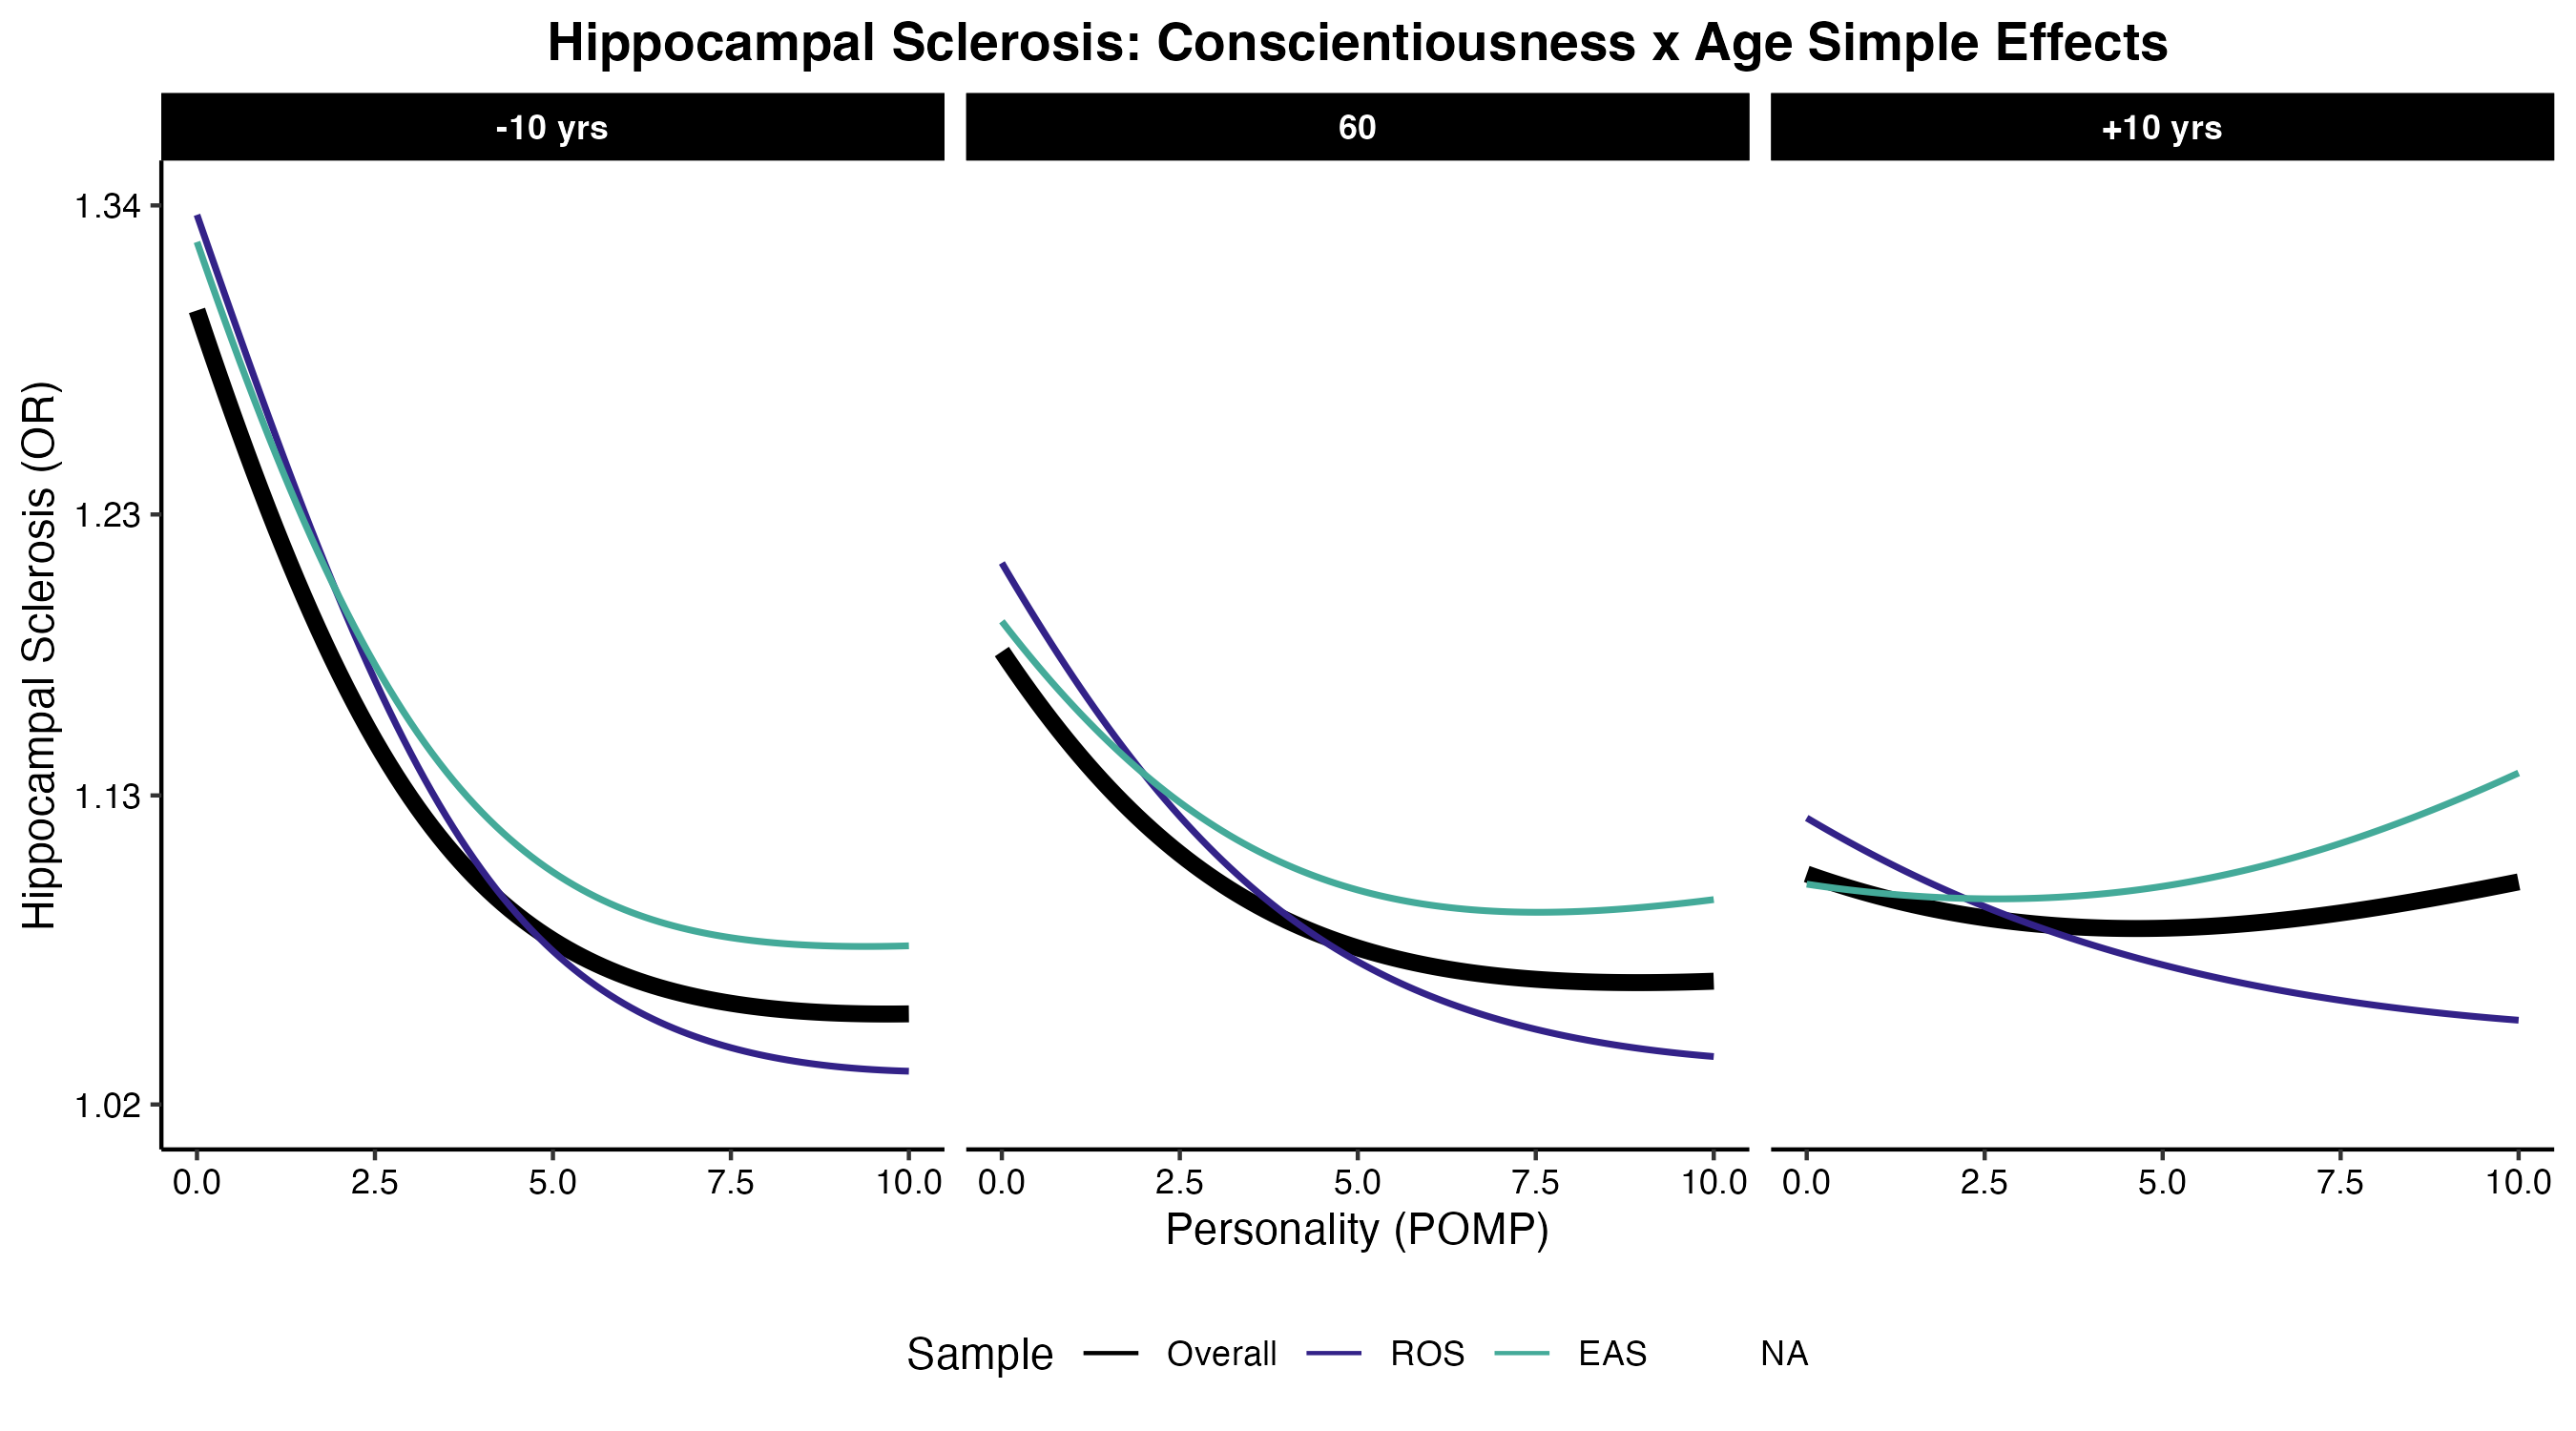 Hippocampal Sclerosis: Conscientiousness x Age Simple Effects
-10 yrs 60 +10 yrs
Hippocampal Sclerosis (OR)
1.34
1.23
1.13
1.02
0.0 2.5 5.0 7.5 10.0 0.0 2.5 5.0 7.5 10.0 0.0 2.5 5.0 7.5 10.0
Personality (POMP)
Sample Overall ROS EAS NA